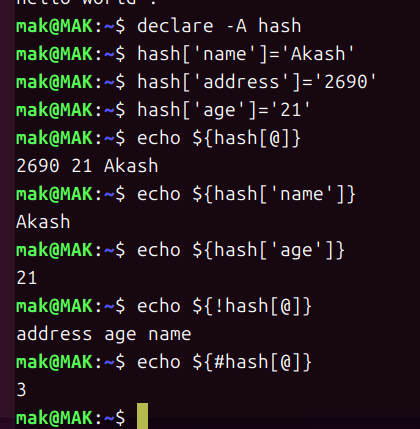 hello world !
mak@MAK:~$ declare -A hash
mak@MAK:~$ hash['name']='Akash'
mak@MAK:~$ hash['address']='2690'
mak@MAK:~$ hash['age']='21'
mak@MAK:~$ echo ${hash[@]}
2690 21 Akash
mak@MAK:~$ echo ${hash['name']}
Akash
mak@MAK:~$ echo ${hash['age']}
21
mak@MAK:~$ echo ${!hash[@]}
address age name
mak@MAK:~$ echo ${#hash[@]}
3
mak@MAK:~$